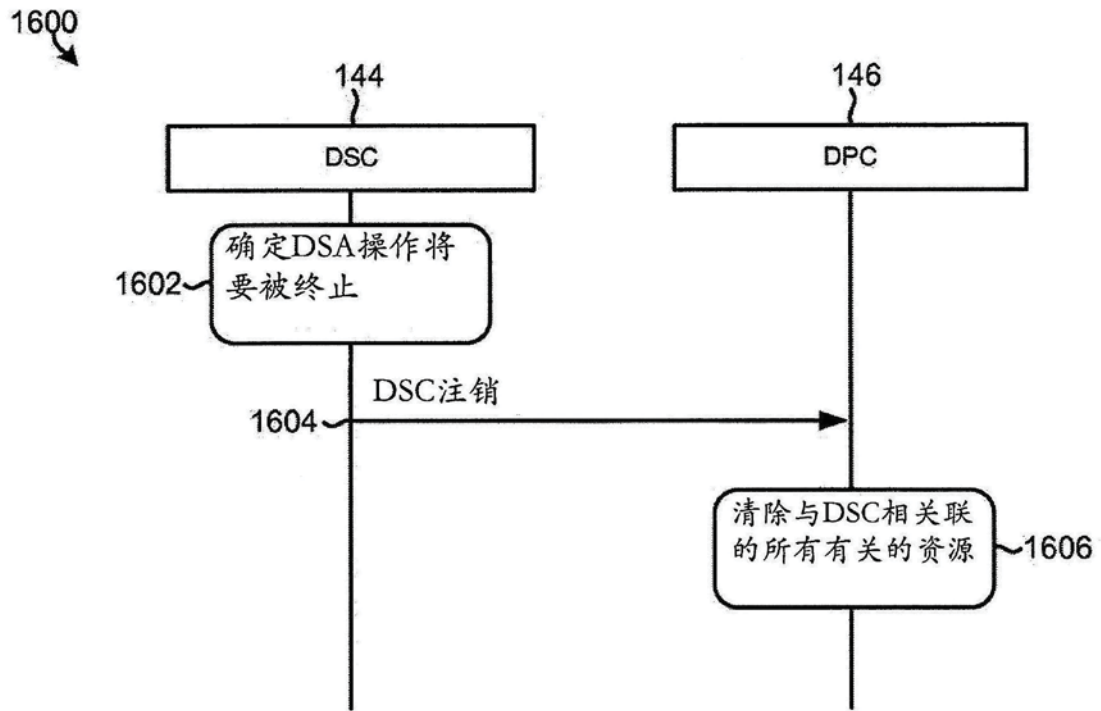 1600
144
146
DSC
DPC
确定DSA操作将
要被终止
1602
DSC注销
1604
清除与DSC相关联
的所有有关的资源
1606